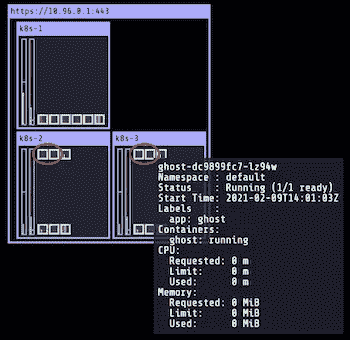 https://10.96.0.1:443
k8s-1
k8s-2
k8s-3
ghost-dc9899fc7-lz94w
Namespace : default
Status : Running (1/1 ready)
Start Time: 2021-02-09T14:01:03Z
Labels :
app: ghost
Containers:
ghost: running
CPU:
Requested: 0 m
Limit: 0 m
Used: 0 m
Memory:
Requested: 0 MiB
Limit: 0 MiB
Used: 0 MiB